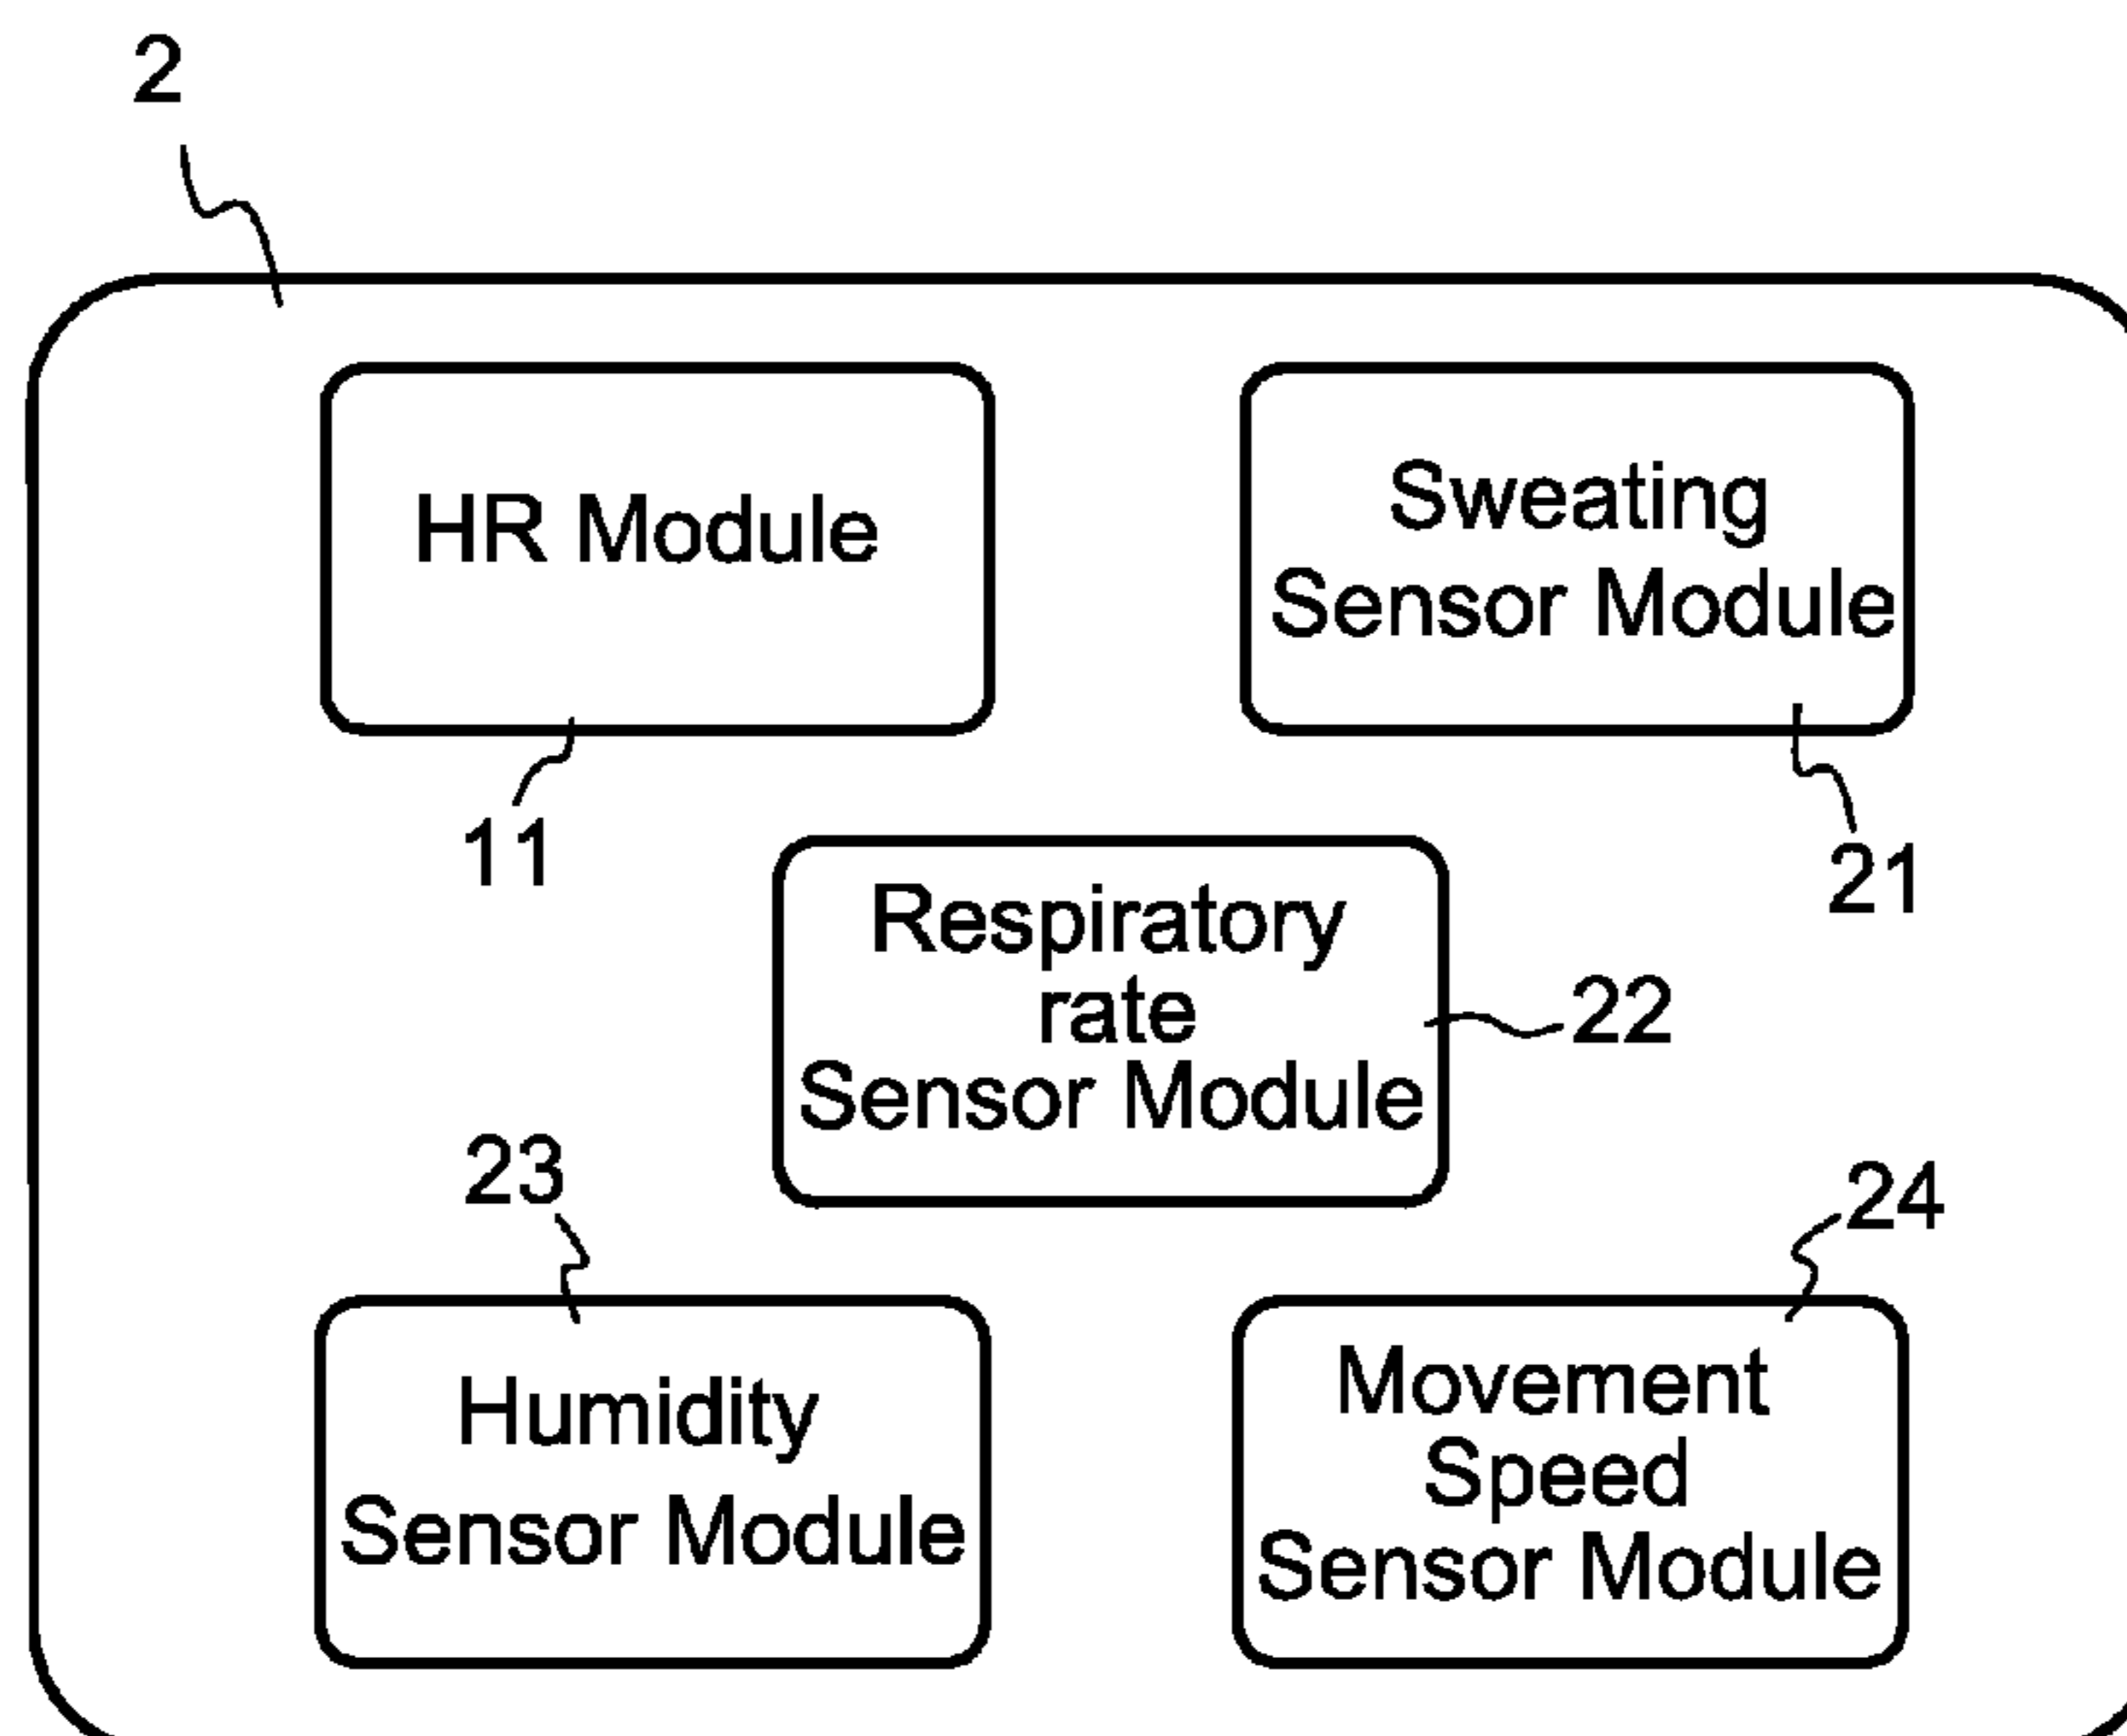 2
HR Module
Sweating
Sensor Module
11
21
Respiratory
rate
Sensor Module
22
23
24
Humidity
Sensor Module
Movement
Speed
Sensor Module